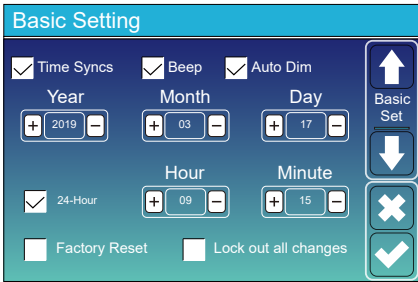 Basic Setting
Time Syncs Beep Auto Dim
Year Month Day
+ 2019 − + 03 − + 17 −
Basic
Set
Hour Minute
24-Hour + 09 − + 15 −
Factory Reset Lock out all changes